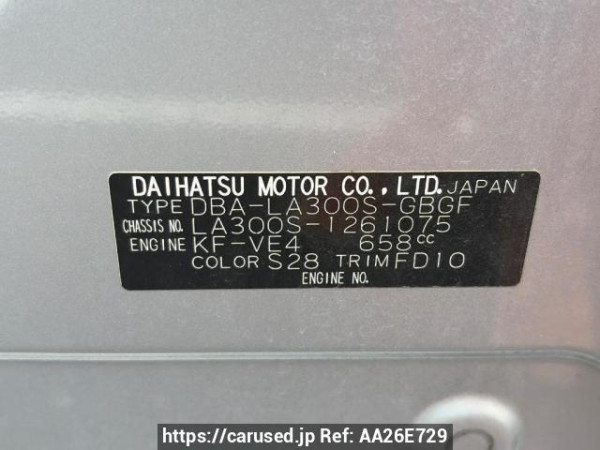 DAIHATSU MOTOR CO., LTD. JAPAN
TYPE DBA-LA300S-GBGF
CHASSIS NO. LA300S-1261075
ENGINE KF-VE4 658cc
COLOR S28 TRIM FD10
ENGINE NO.
https://carused.jp Ref: AA26E729